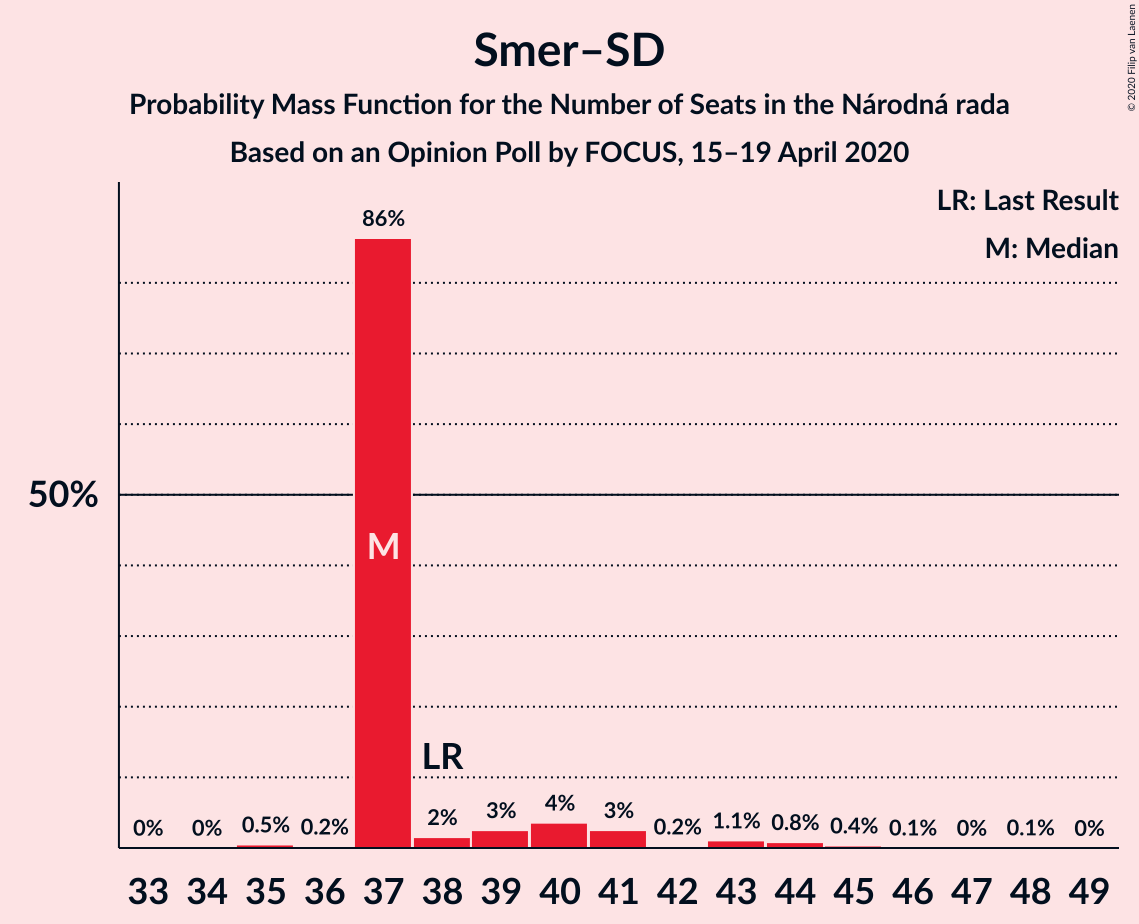 Smer–SD
Probability Mass Function for the Number of Seats in the Národná rada
Based on an Opinion Poll by FOCUS, 15–19 April 2020
© 2020 Filip van Laenen
LR: Last Result
M: Median
86%
50%
M
LR
0% 0% 0.5% 0.2% 2% 3% 4% 3% 0.2% 1.1% 0.8% 0.4% 0.1% 0% 0.1% 0%
33 34 35 36 37 38 39 40 41 42 43 44 45 46 47 48 49